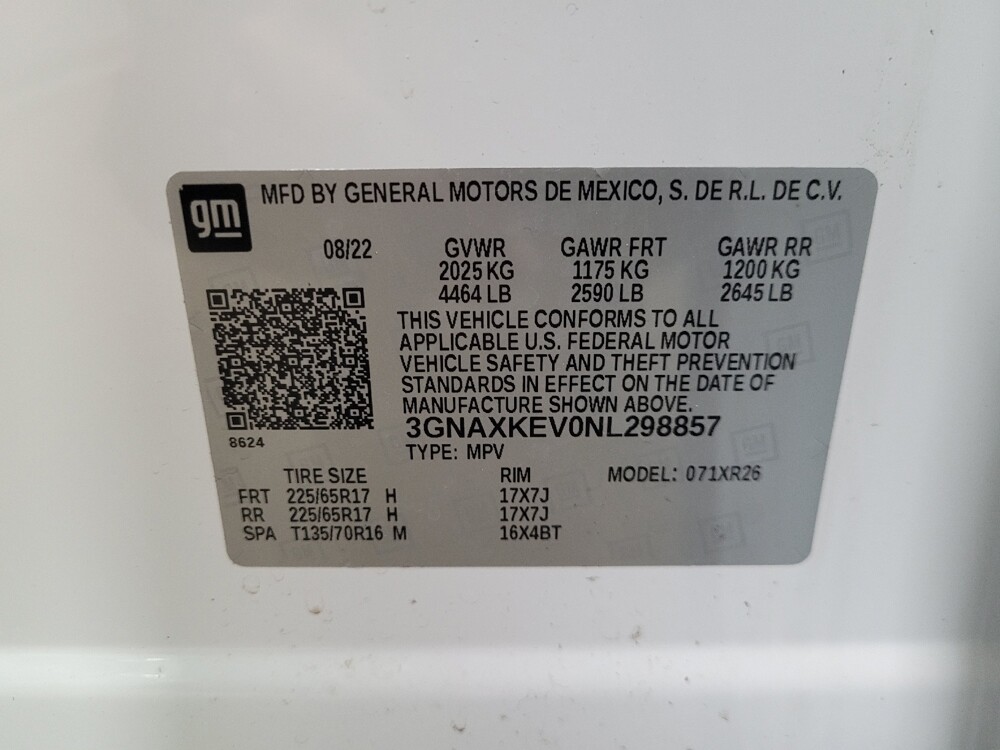 gm
MFD BY GENERAL MOTORS DE MEXICO, S. DE R.L. DE C.V.
08/22 GVWR GAWR FRT GAWR RR
2025 KG 1175 KG 1200 KG
4464 LB 2590 LB 2645 LB
THIS VEHICLE CONFORMS TO ALL
APPLICABLE U.S. FEDERAL MOTOR
VEHICLE SAFETY AND THEFT PREVENTION
STANDARDS IN EFFECT ON THE DATE OF
MANUFACTURE SHOWN ABOVE.
3GNAXKEV0NL298857
8624
TYPE: MPV
TIRE SIZE RIM MODEL: 071XR26
FRT 225/65R17 H 17X7J
RR 225/65R17 H 17X7J
SPA T135/70R16 M 16X4BT